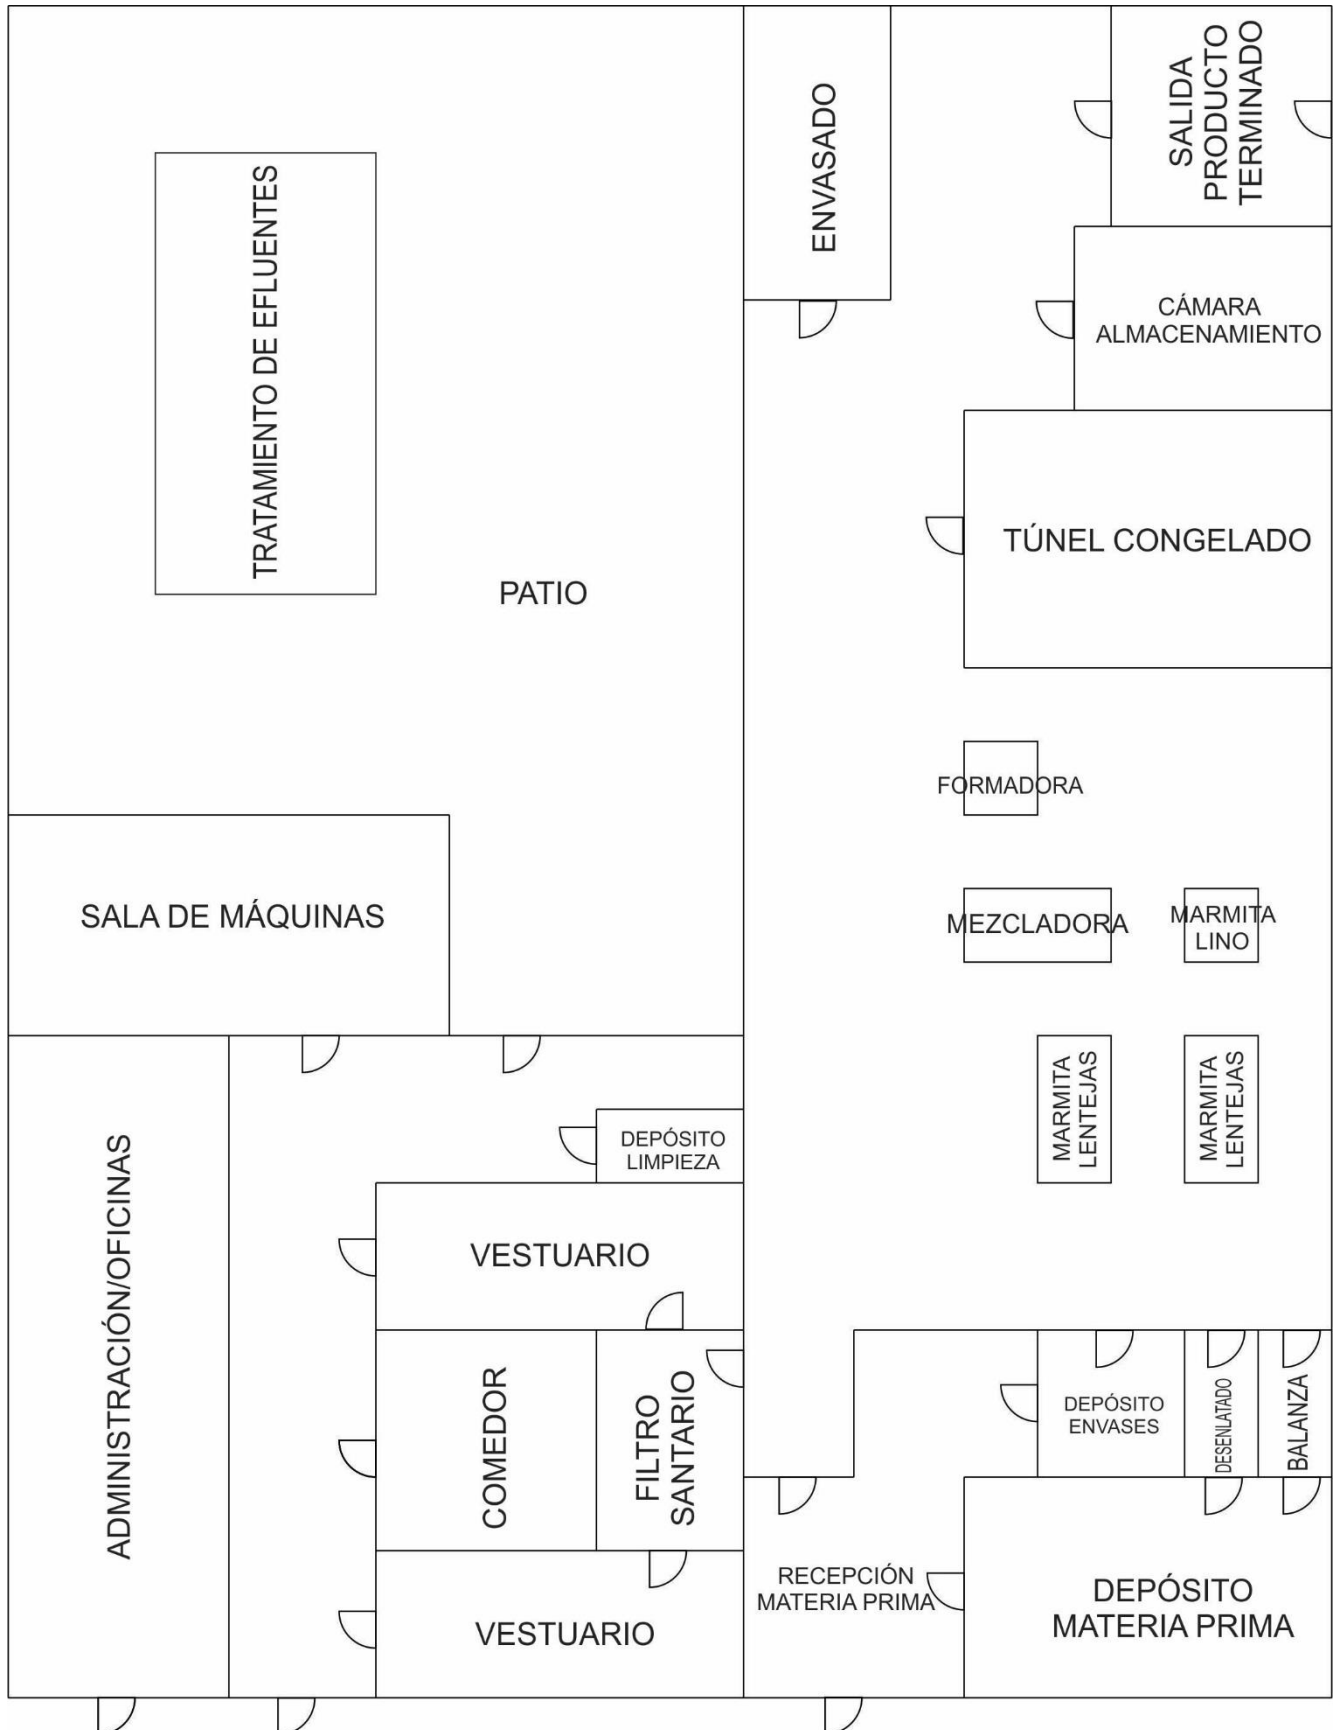 TRATAMIENTO DE EFLUENTES
PATIO
ENVASADO
SALIDA
PRODUCTO
TERMINADO
CÁMARA
ALMACENAMIENTO
TÚNEL CONGELADO
FORMADORA
MEZCLADORA
MARMITA
LINO
MARMITA
LENTEJAS
MARMITA
LENTEJAS
SALA DE MÁQUINAS
ADMINISTRACIÓN/OFICINAS
DEPÓSITO
LIMPIEZA
VESTUARIO
COMEDOR
FILTRO
SANTARIO
VESTUARIO
DEPÓSITO
ENVASES
DESENLATADO
BALANZA
RECEPCIÓN
MATERIA PRIMA
DEPÓSITO
MATERIA PRIMA